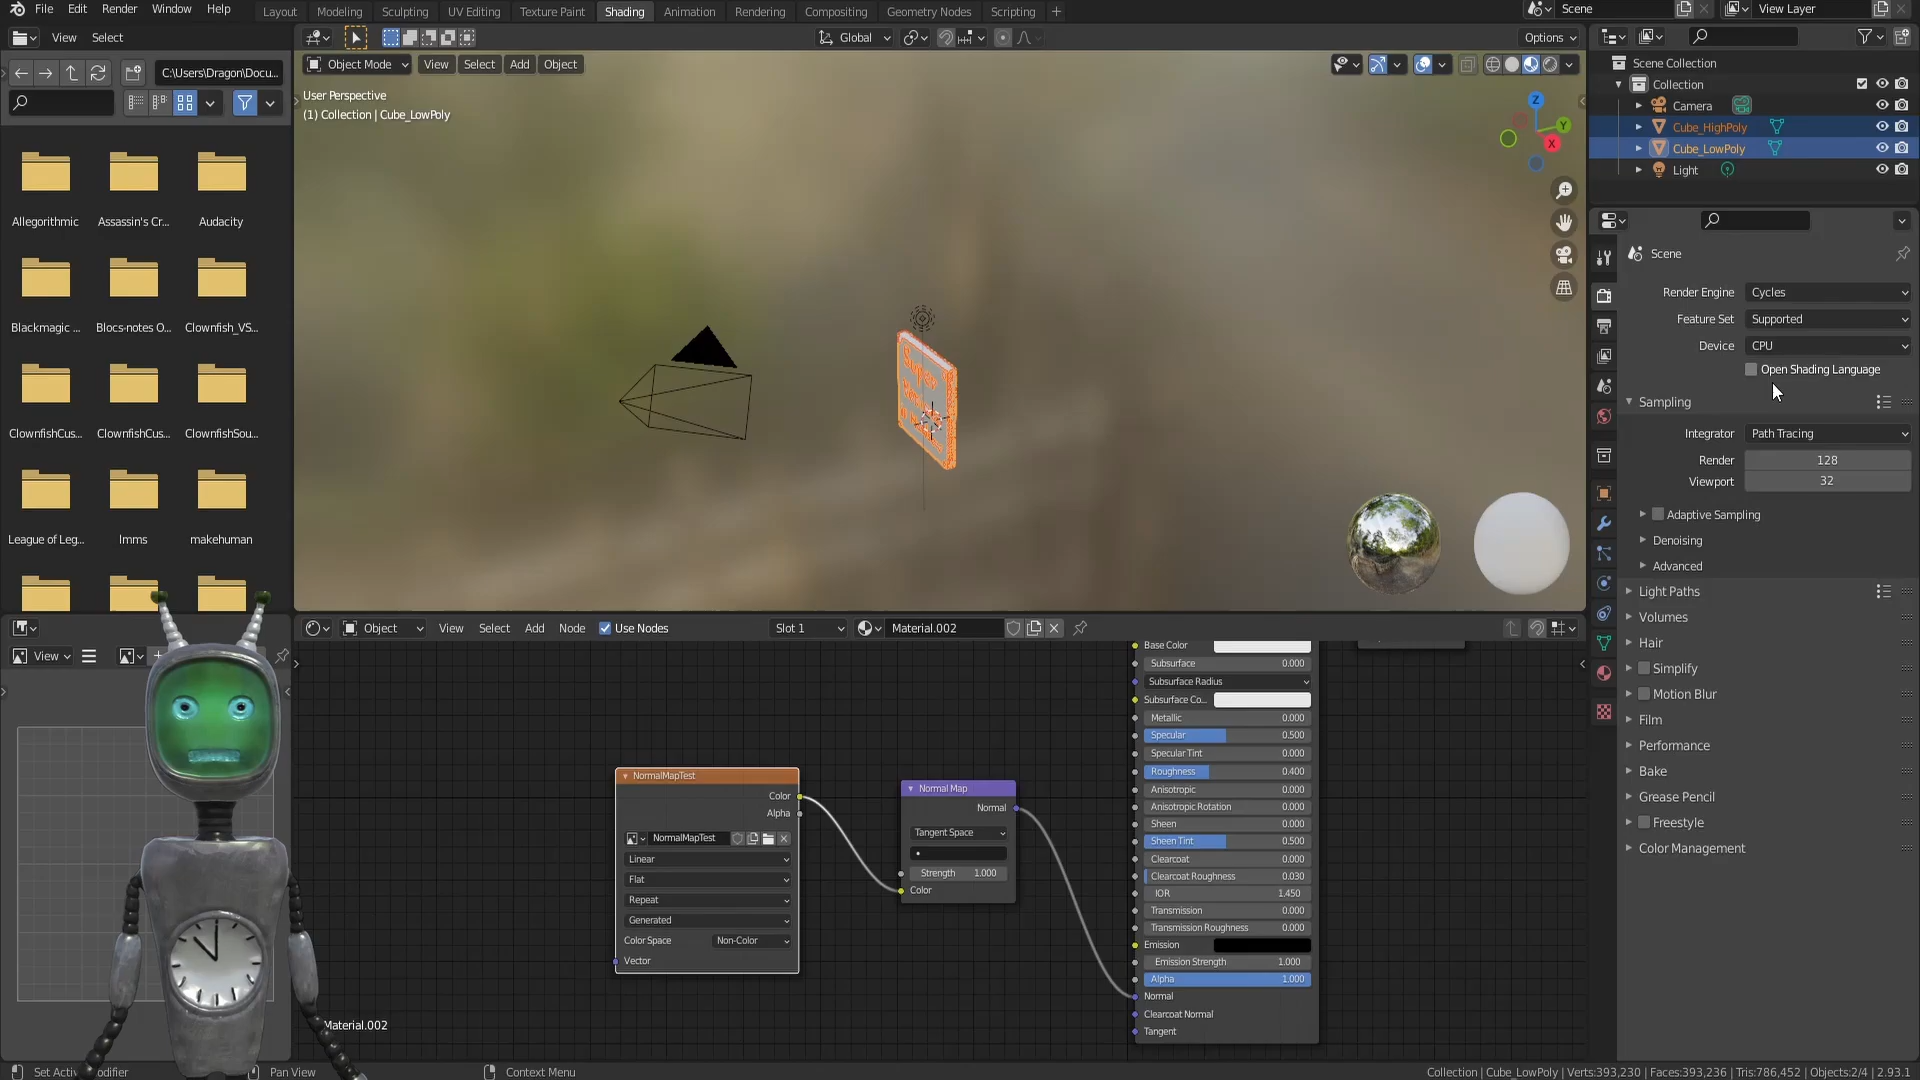 File Edit Render Window Help
Layout Modeling Sculpting UV Editing Texture Paint Shading Animation Rendering Compositing Geometry Nodes Scripting +
Scene
View Layer
View Select
C:\Users\Dragon\Docu...
Allegorithmic Assassin's Cr... Audacity
Blackmagic ... Blocs-notes O... Clownfish_VS...
ClownfishCus... ClownfishCus... ClownfishSou...
League of Leg... lmms makehuman
Global
Options
Object Mode View Select Add Object
User Perspective
(1) Collection | Cube_LowPoly
Z
Y
X
Super
Scene Collection
Collection
Camera
Cube_HighPoly
Cube_LowPoly
Light
Scene
Render Engine Cycles
Feature Set Supported
Device CPU
Open Shading Language
Sampling
Integrator Path Tracing
Render 128
Viewport 32
Adaptive Sampling
Denoising
Advanced
Light Paths
Volumes
Hair
Simplify
Motion Blur
Film
Performance
Bake
Grease Pencil
Freestyle
Color Management
View
Object View Select Add Node Use Nodes Slot 1 Material.002
NormalMapTest
Color
Alpha
NormalMapTest
Linear
Flat
Repeat
Generated
Color Space Non-Color
Vector
Normal Map
Normal
Tangent Space
Strength 1.000
Color
Base Color
Subsurface 0.000
Subsurface Radius
Subsurface Co...
Metallic 0.000
Specular 0.500
Specular Tint 0.000
Roughness 0.400
Anisotropic 0.000
Anisotropic Rotation 0.000
Sheen 0.000
Sheen Tint 0.500
Clearcoat 0.000
Clearcoat Roughness 0.030
IOR 1.450
Transmission 0.000
Transmission Roughness 0.000
Emission
Emission Strength 1.000
Alpha 1.000
Normal
Clearcoat Normal
Tangent
Material.002
Set Activ odifier
Pan View
Context Menu
Collection | Cube_LowPoly | Verts:393,230 | Faces:393,236 | Tris:786,452 | Objects:2/4 | 2.93.1